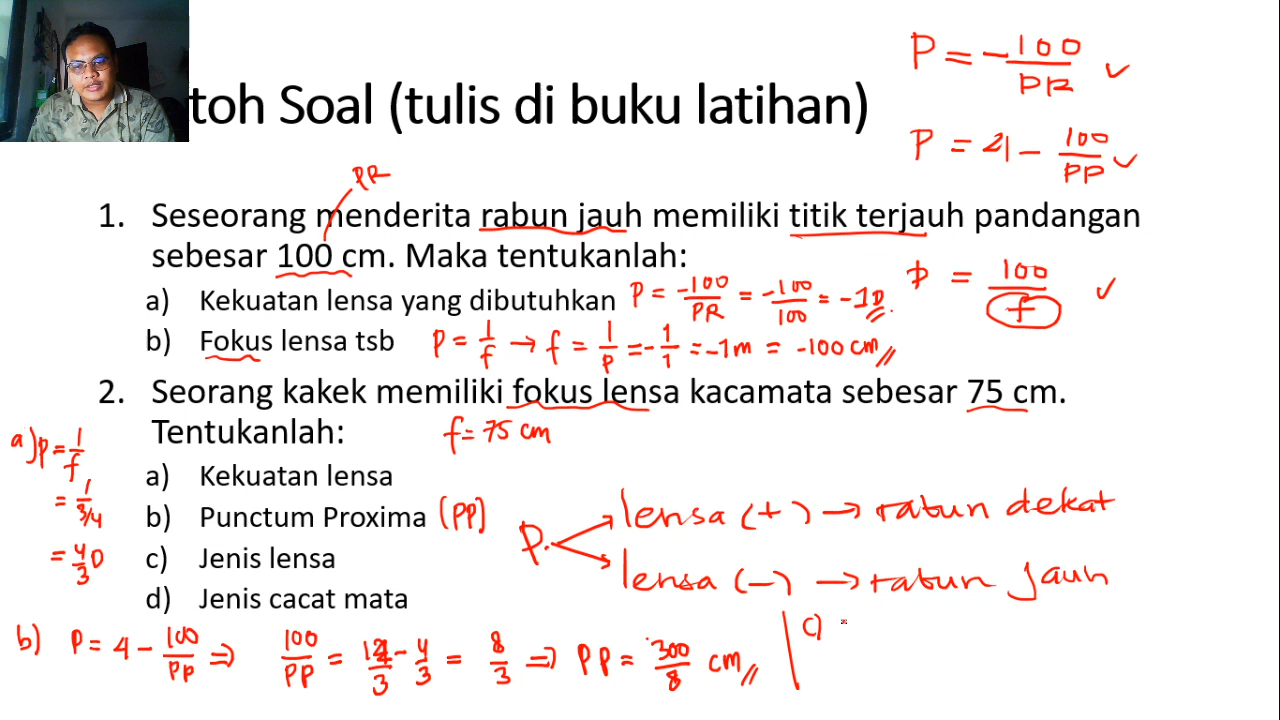 toh Soal (tulis di buku latihan)
P = -100/PR ✓
P = 4 - 100/PP ✓
PR
1. Seseorang menderita rabun jauh memiliki titik terjauh pandangan
sebesar 100 cm. Maka tentukanlah:
a) Kekuatan lensa yang dibutuhkan P = -100/PR = -100/100 = -1D
P = 100/f ✓
b) Fokus lensa tsb P = 1/f → f = 1/P = -1/1 = -1m = -100 cm //
2. Seorang kakek memiliki fokus lensa kacamata sebesar 75 cm.
Tentukanlah: f = 75 cm
a) Kekuatan lensa
b) Punctum Proxima (PP)
c) Jenis lensa
d) Jenis cacat mata
a) P = 1/f
= 1/3/4
= 4/3 D
P. lensa (+) → rabun dekat
lensa (-) → rabun jauh
b) P = 4 - 100/PP ⇒ 100/PP = 12/3 - 4/3 = 8/3 ⇒ PP = 300/8 cm //
c)